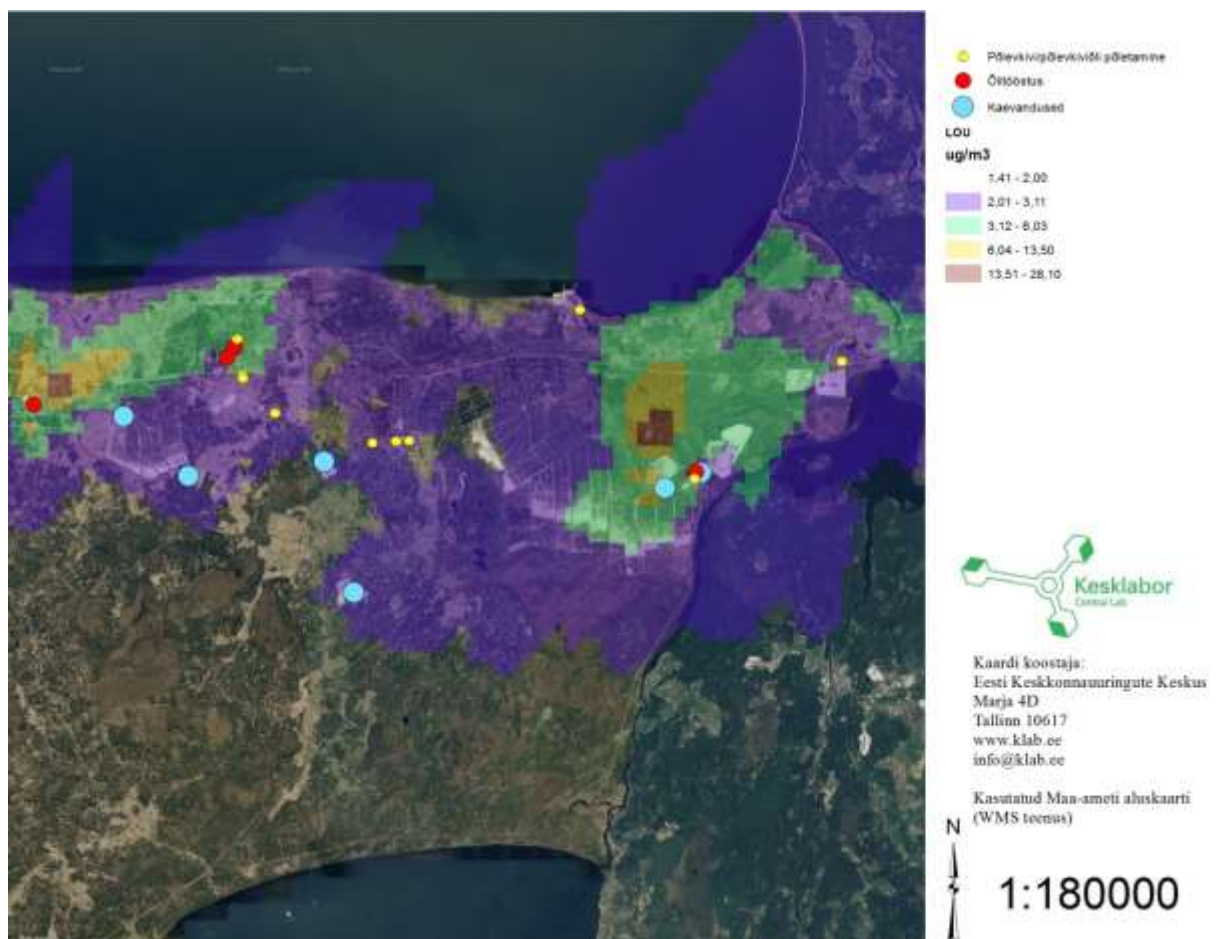 Põlevkivi/põlevkiviõli põletamine
Õlitööstus
Kaevandused
LOU
ug/m3
1,41 - 2,00
2,01 - 3,11
3,12 - 6,03
6,04 - 13,50
13,51 - 28,10
Kesklabor
Central Lab
Kaardi koostaja:
Eesti Keskkonnauuringute Keskus
Marja 4D
Tallinn 10617
www.klab.ee
info@klab.ee
Kasutatud Maa-ameti aluskaarti
(WMS teenus)
N
1:180000